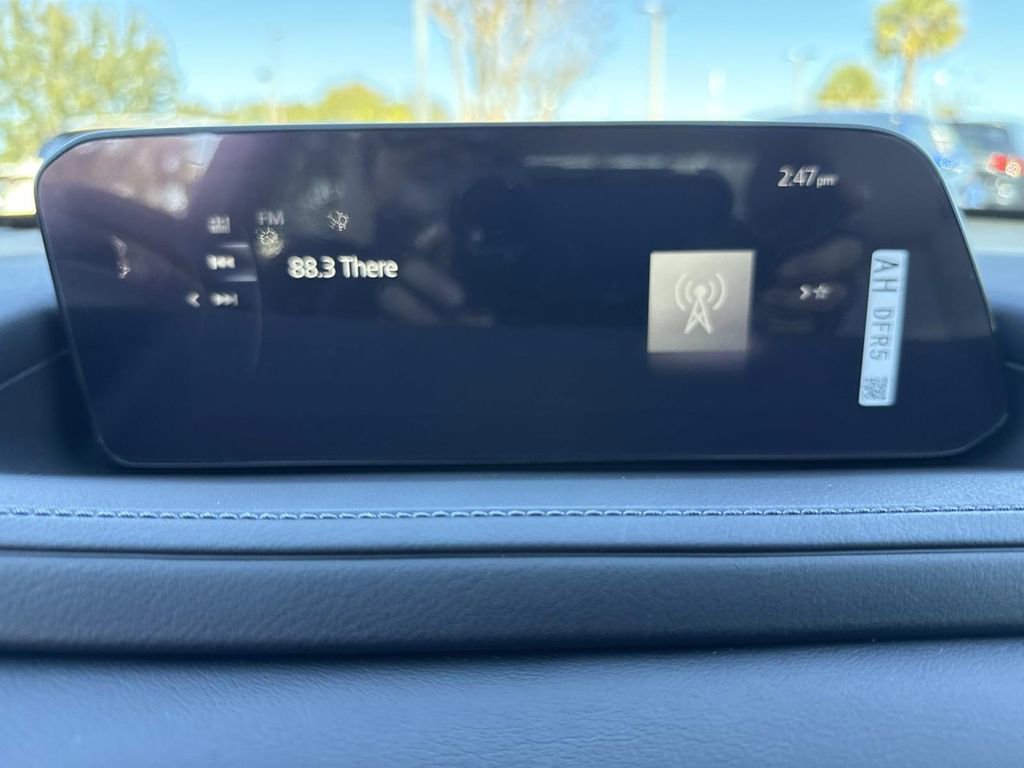 2:47pm
FM
88.3 There
AH DFR5